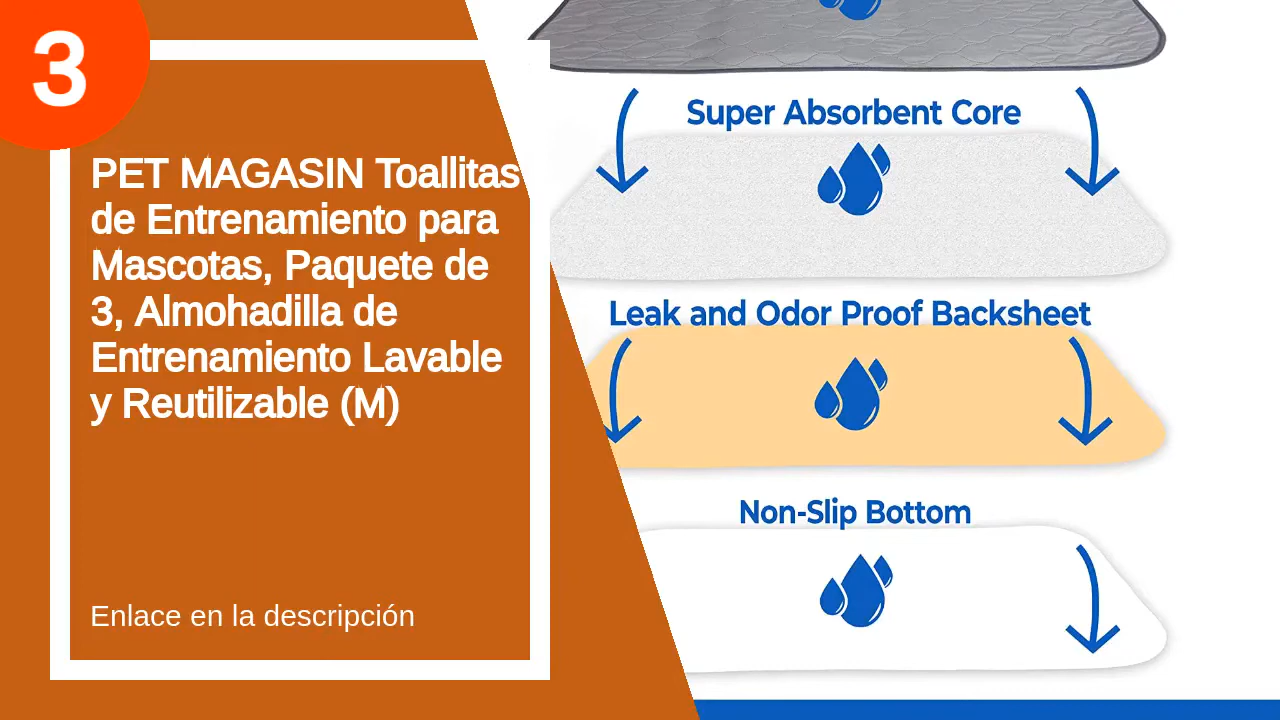 3
PET MAGASIN Toallitas
de Entrenamiento para
Mascotas, Paquete de
3, Almohadilla de
Entrenamiento Lavable
y Reutilizable (M)
Enlace en la descripción
Super Absorbent Core
Leak and Odor Proof Backsheet
Non-Slip Bottom